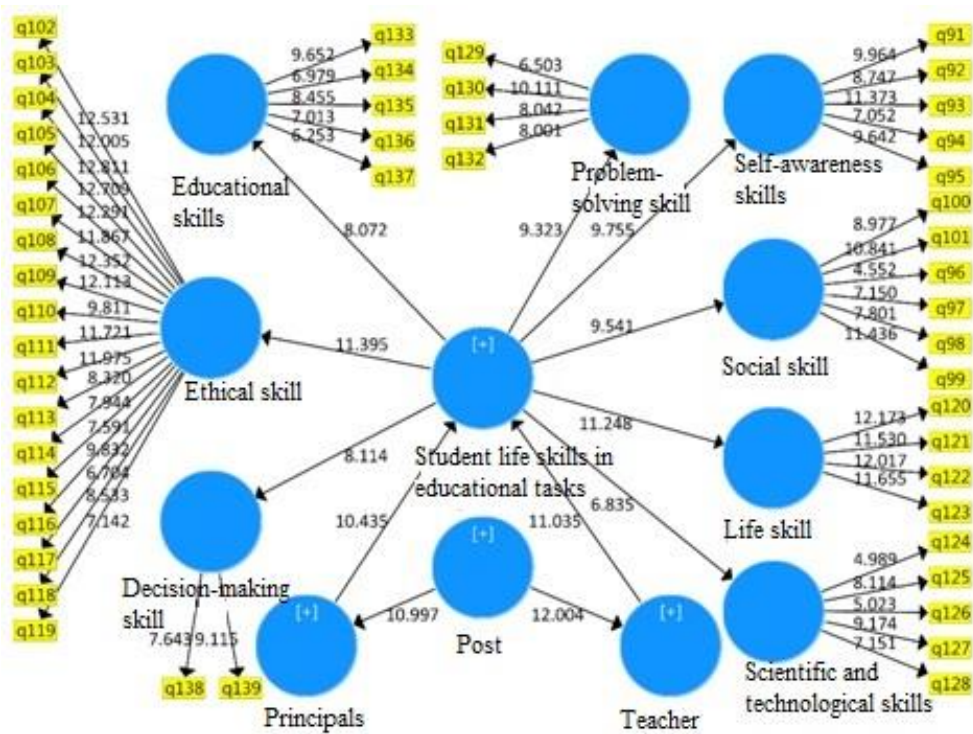 q102
q103
q104
q105
q106
q107
q108
q109
q110
q111
q112
q113
q114
q115
q116
q117
q118
q119
12.531
12.005
12.811
12.709
12.291
11.867
12.352
12.113
9.811
11.721
11.975
8.320
7.944
7.591
9.832
6.704
8.533
7.142
Ethical skill
q133
q134
q135
q136
q137
9.652
6.979
8.455
7.013
6.253
Educational
skills
8.072
q129
q130
q131
q132
6.503
10.111
8.042
8.001
Problem-
solving skill
9.323
q91
q92
q93
q94
q95
9.964
8.747
11.373
7.052
9.642
Self-awareness
skills
9.755
q100
q101
q96
q97
q98
q99
8.977
10.841
4.552
7.150
7.801
11.436
Social skill
9.541
11.395
[+]
Student life skills in
educational tasks
11.248
q120
q121
q122
q123
12.173
11.530
12.017
11.655
Life skill
8.114
6.835
10.435
11.035
q124
q125
q126
q127
q128
4.989
8.114
5.023
9.174
7.151
Scientific and
technological skills
Decision-making
skill
7.643
9.115
q138
q139
[+]
Principals
10.997
[+]
Post
12.004
[+]
Teacher